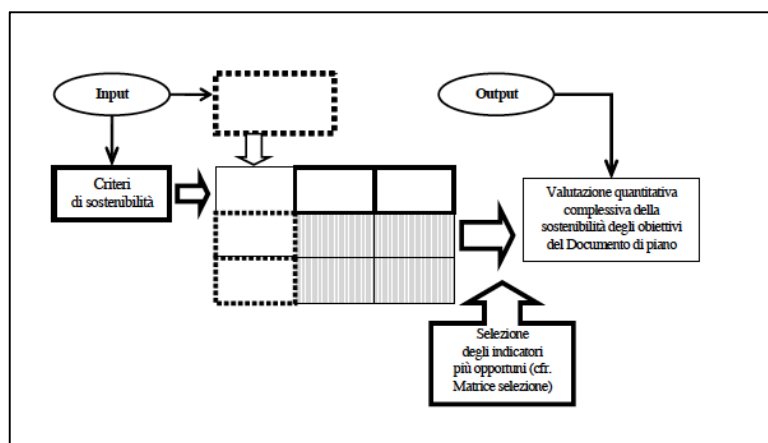 Input
Output
Criteri
di sostenibilità
Valutazione quantitativa
complessiva della
sostenibilità degli obiettivi
del Documento di piano
Selezione
degli indicatori
più opportuni (cfr.
Matrice selezione)